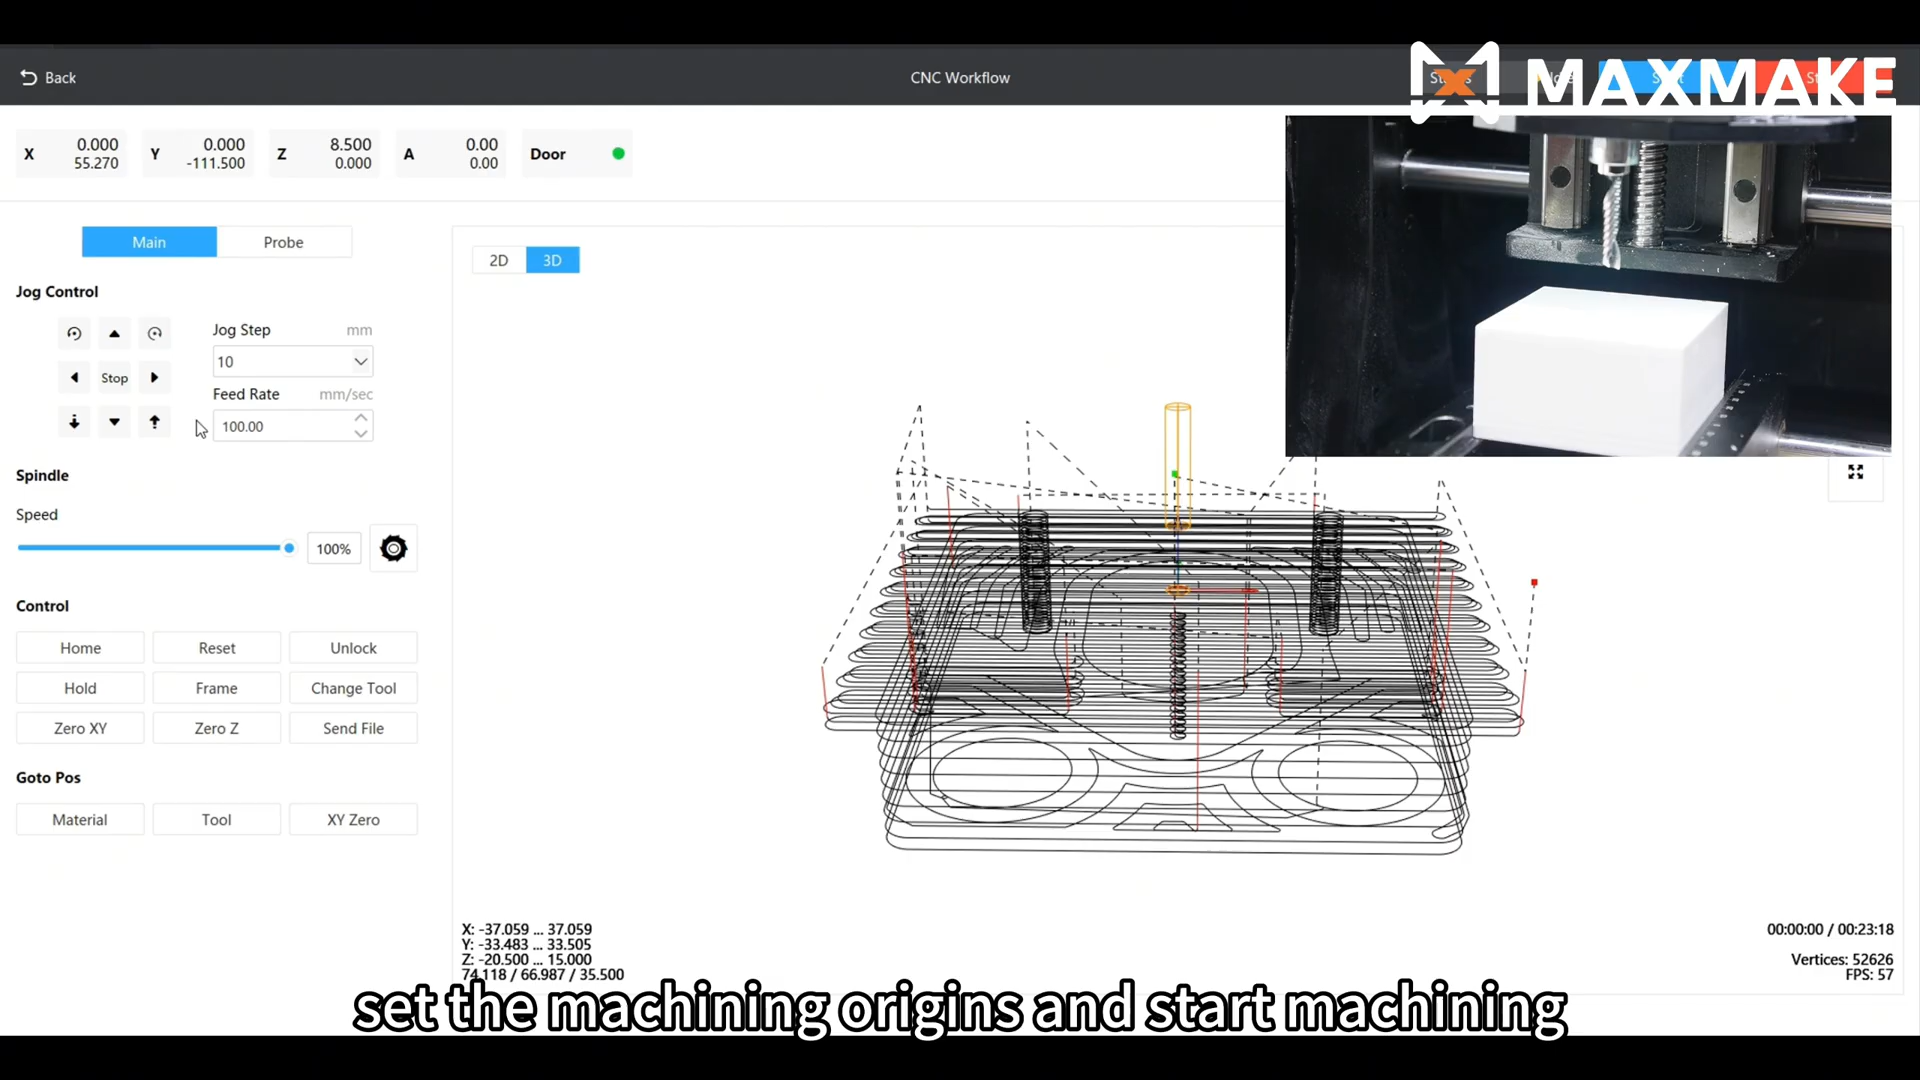 Back
CNC Workflow
MAXMAKE
X 0.000 55.270
Y 0.000 -111.500
Z 8.500 0.000
A 0.00 0.00
Door
Main Probe
2D 3D
Jog Control
Jog Step mm
10
Stop
Feed Rate mm/sec
100.00
Spindle
Speed
100%
Control
Home Reset Unlock
Hold Frame Change Tool
Zero XY Zero Z Send File
Goto Pos
Material Tool XY Zero
X: -37.059 ... 37.059
Y: -33.483 ... 33.505
Z: -20.500 ... 15.000
74.118 / 66.987 / 35.500
00:00:00 / 00:23:18
Vertices: 52626
FPS: 57
set the machining origins and start machining